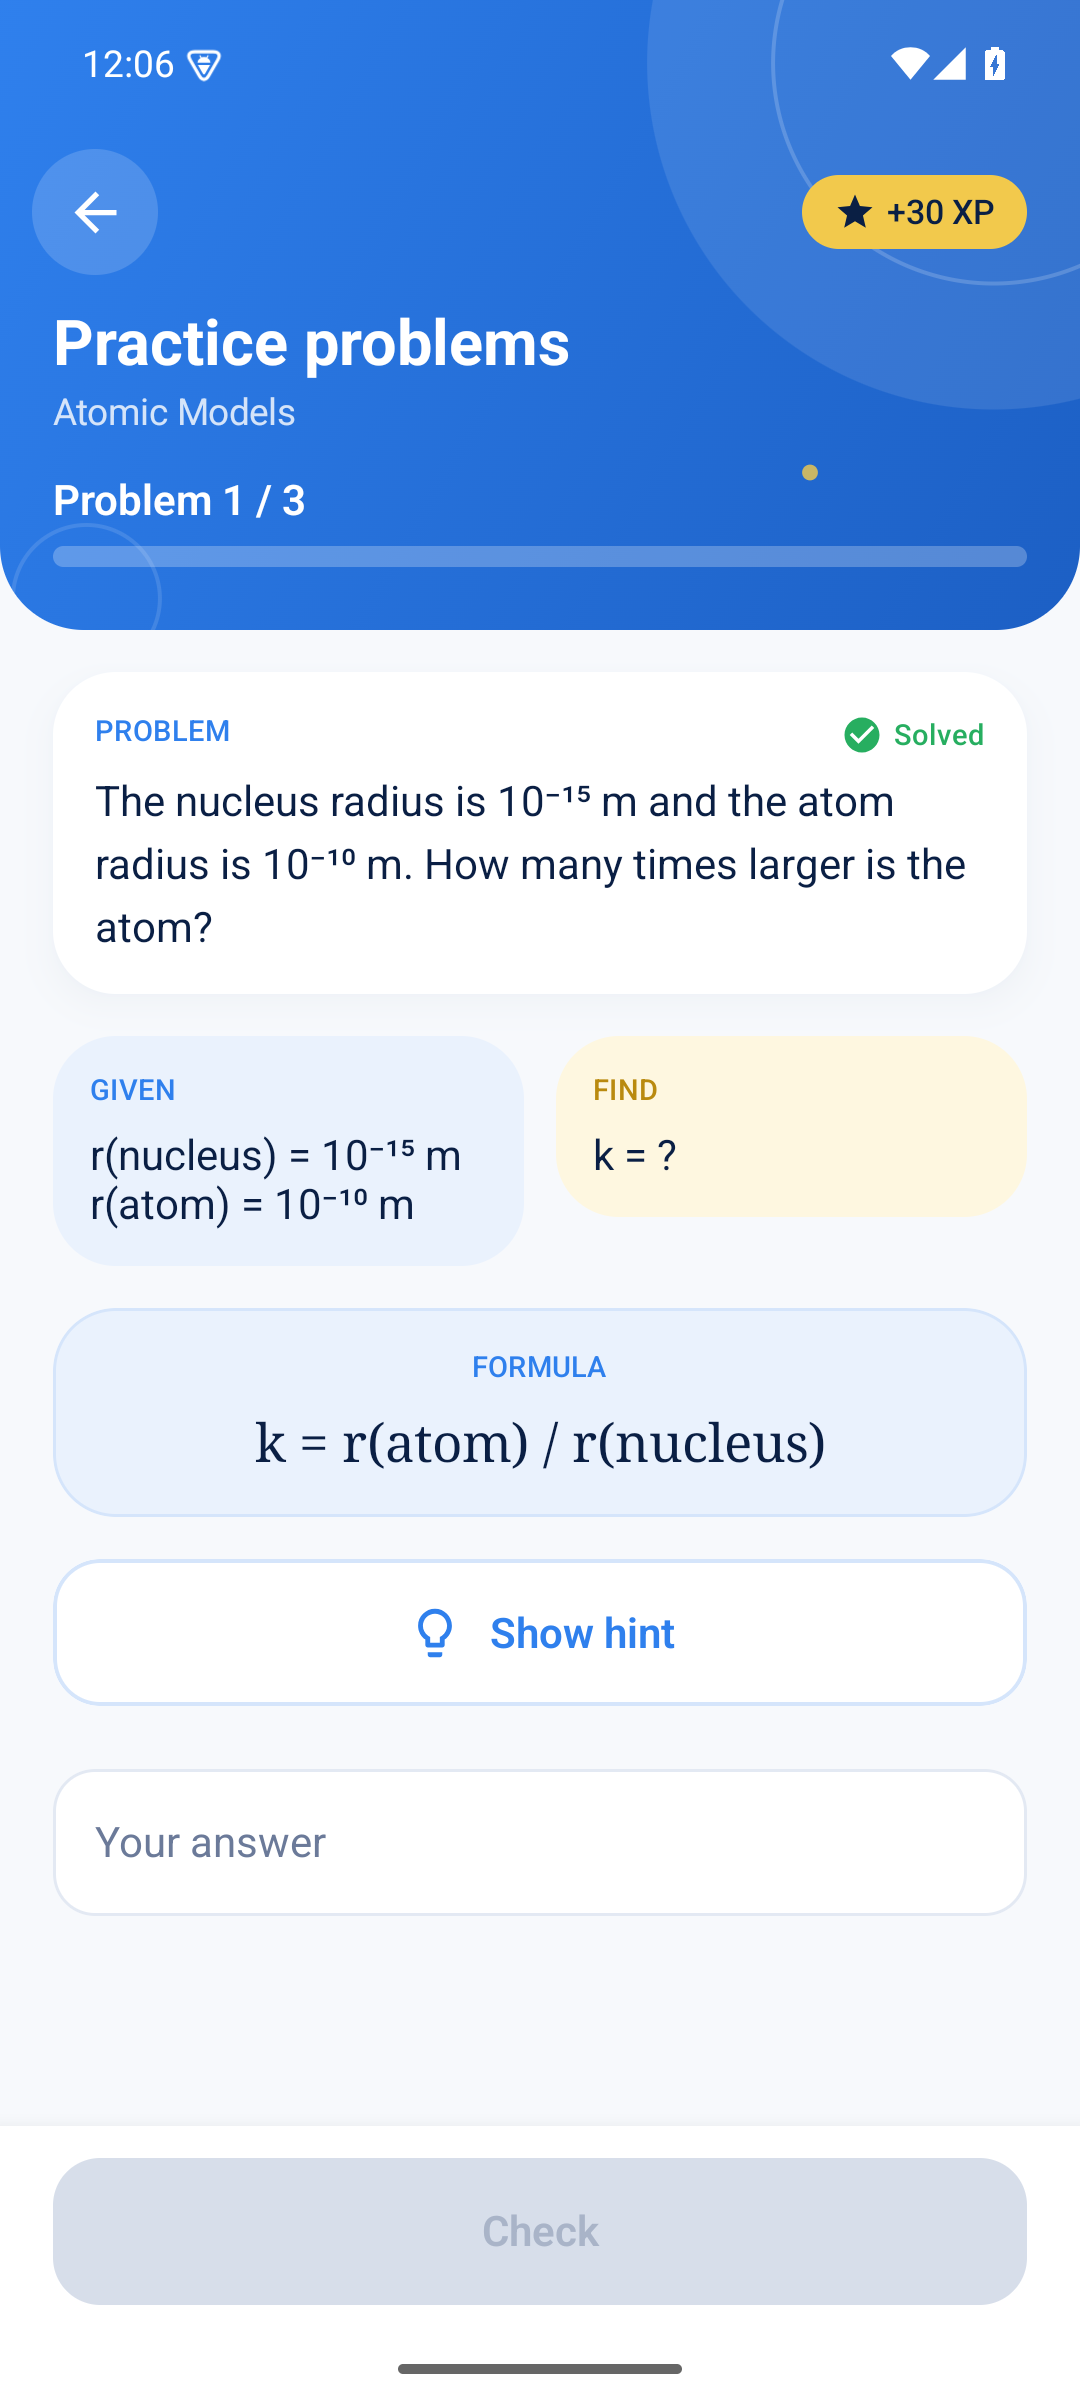 12:06
+30 XP
Practice problems
Atomic Models
Problem 1 / 3
PROBLEM
Solved
The nucleus radius is 10⁻¹⁵ m and the atom
radius is 10⁻¹⁰ m. How many times larger is the
atom?
GIVEN
r(nucleus) = 10⁻¹⁵ m
r(atom) = 10⁻¹⁰ m
FIND
k = ?
FORMULA
k = r(atom) / r(nucleus)
Show hint
Your answer
Check